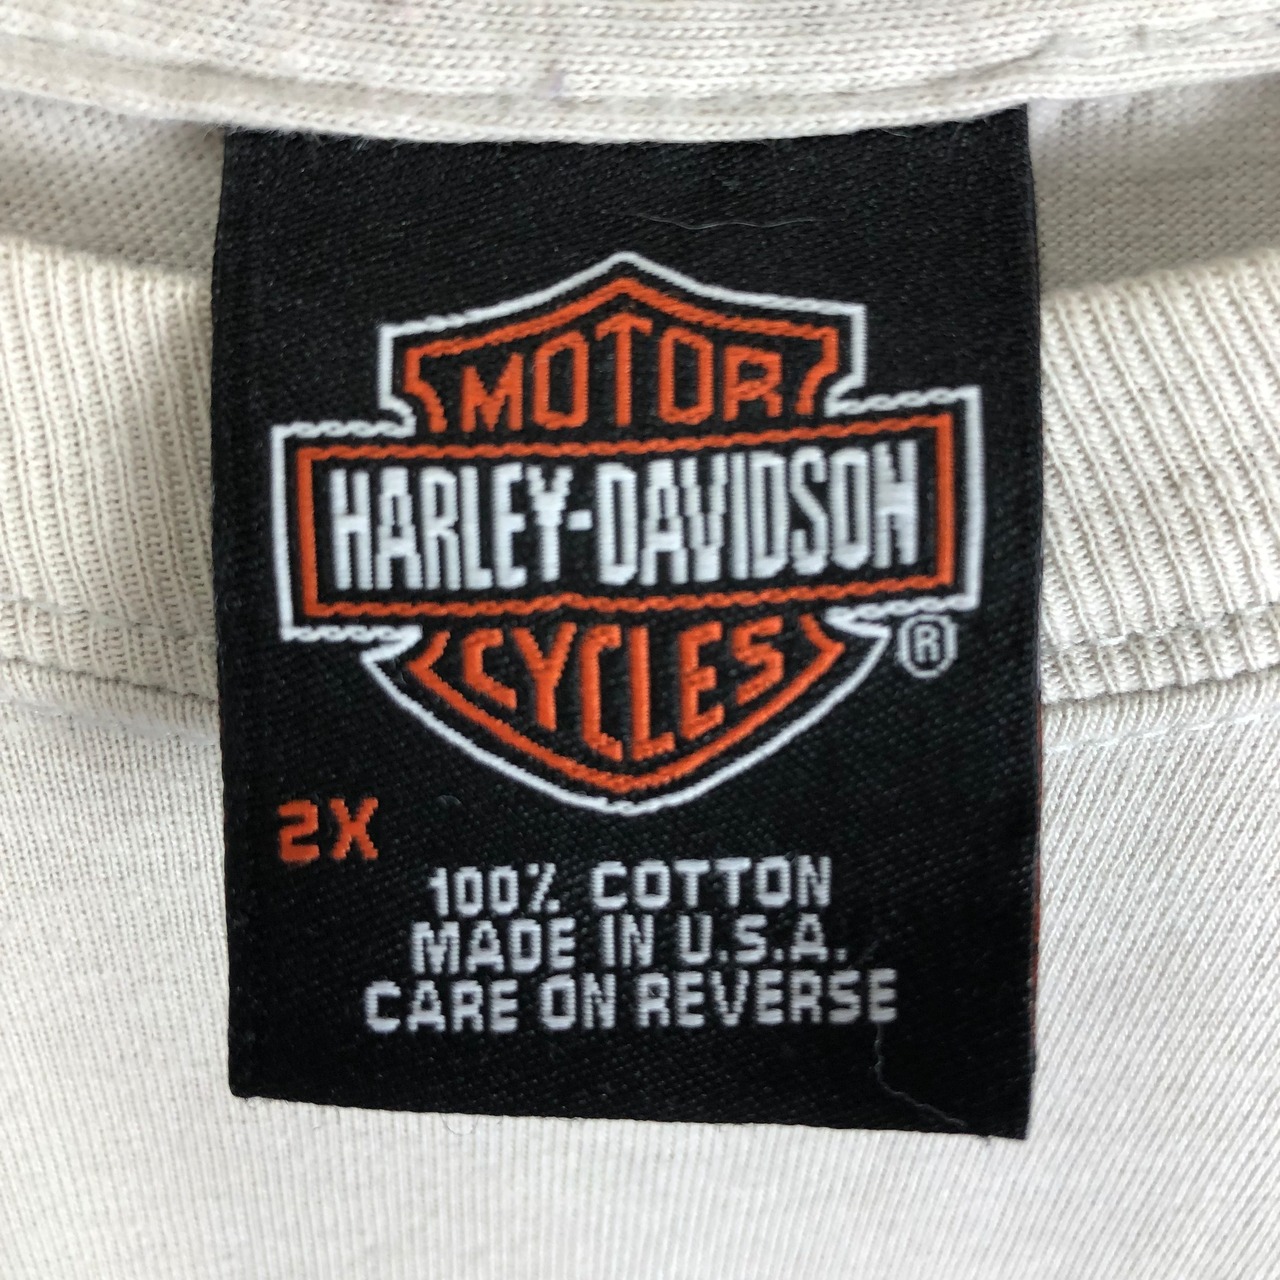 MOTOR
HARLEY-DAVIDSON
CYCLES
®
2X
100% COTTON
MADE IN U.S.A.
CARE ON REVERSE